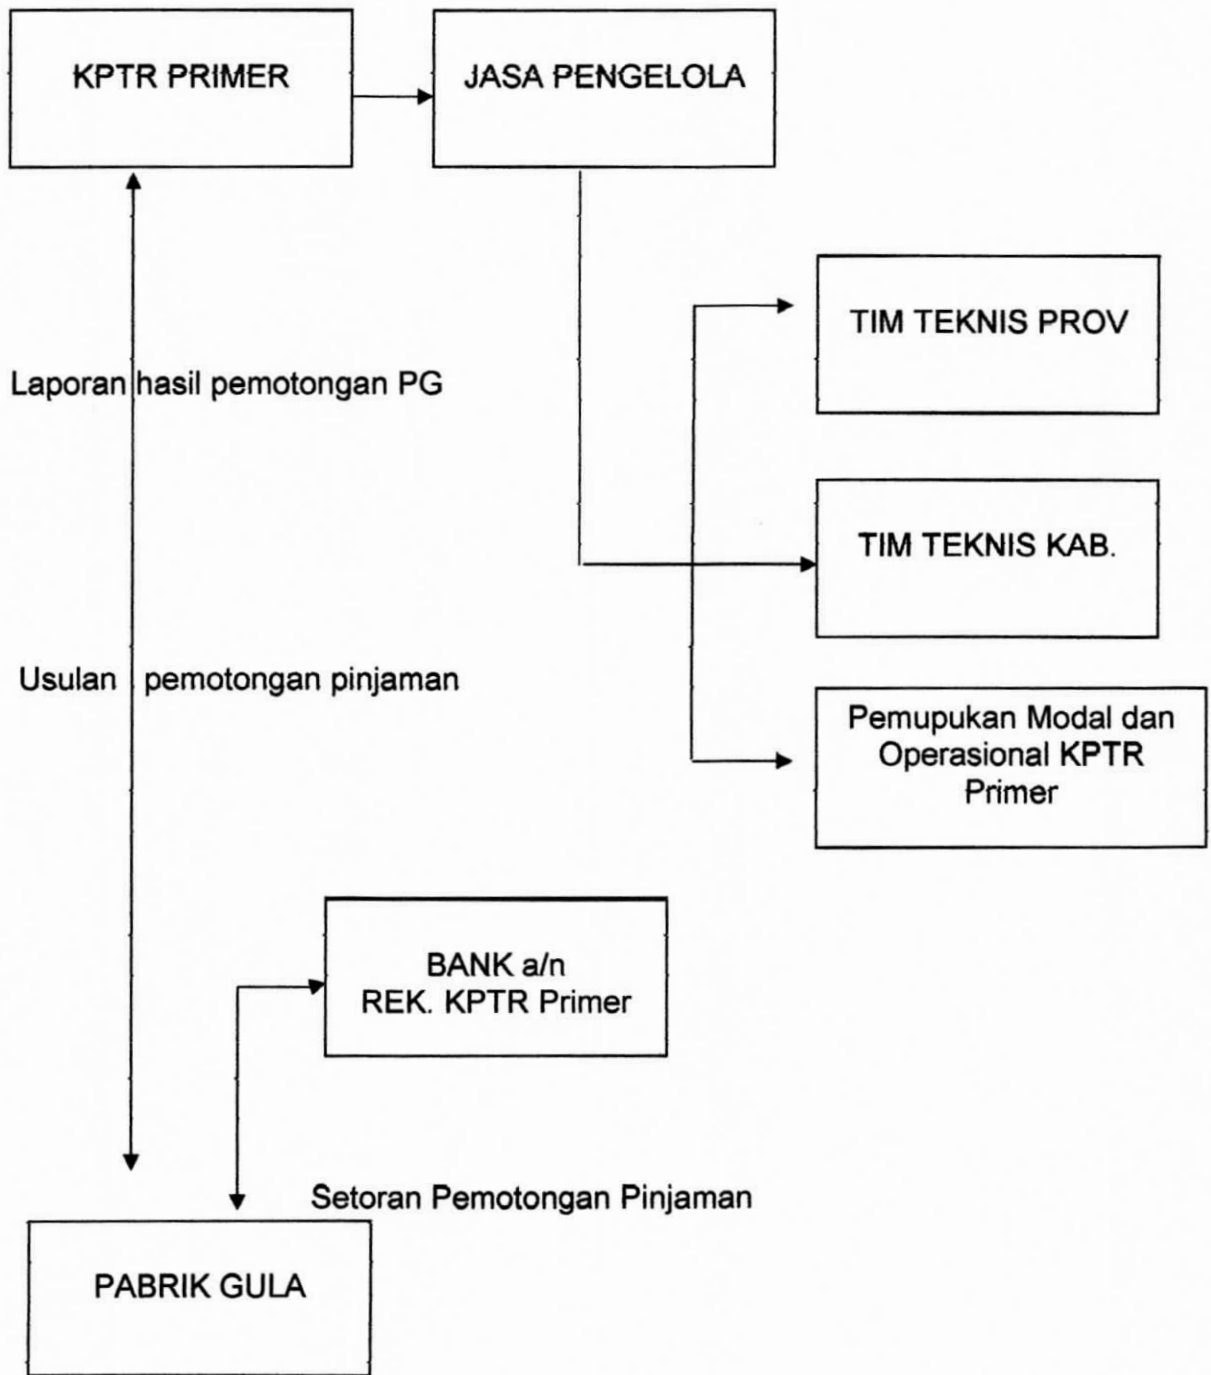 KPTR PRIMER
JASA PENGELOLA
TIM TEKNIS PROV
Laporan hasil pemotongan PG
TIM TEKNIS KAB.
Usulan pemotongan pinjaman
Pemupukan Modal dan
Operasional KPTR
Primer
BANK a/n
REK. KPTR Primer
Setoran Pemotongan Pinjaman
PABRIK GULA